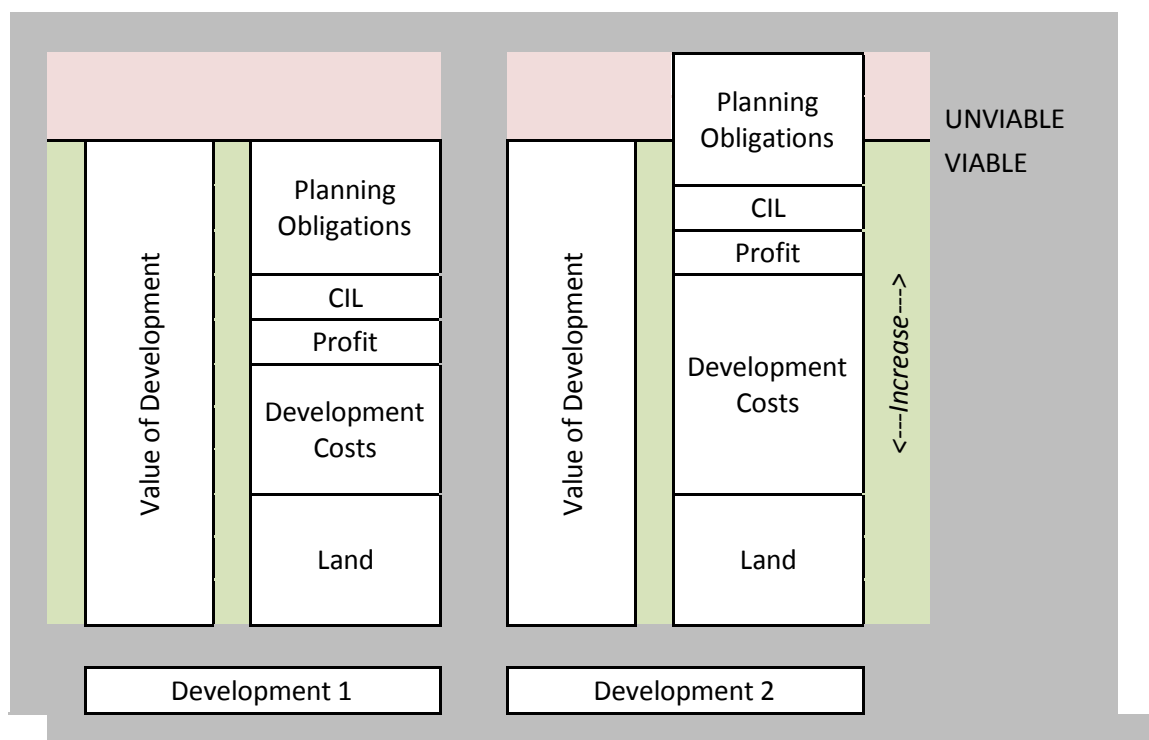 Value of Development
Planning
Obligations
CIL
Profit
Development
Costs
Land
Development 1
Value of Development
Planning
Obligations
CIL
Profit
Development
Costs
Land
Development 2
<---Increase---->
UNVIABLE
VIABLE